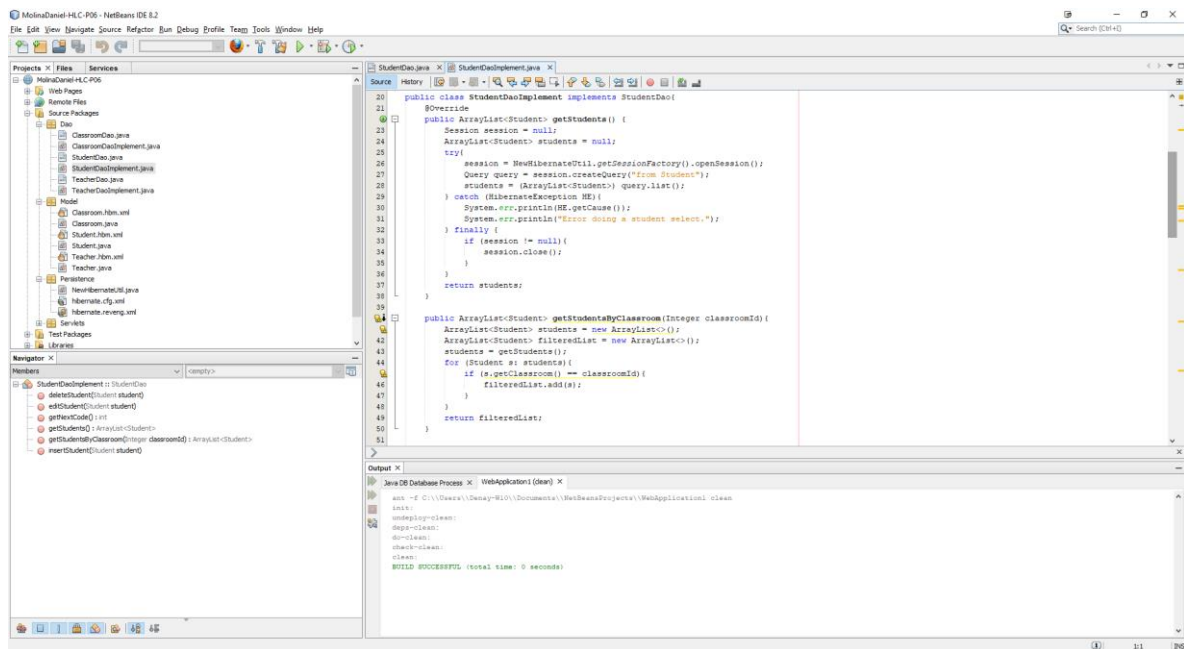 MolinaDaniel-HLC-P06 - NetBeans IDE 8.2
File Edit View Navigate Source Refactor Run Debug Profile Team Tools Window Help
Search (Ctrl+I)
Projects × Files Services
StudentDao.java × StudentDaoImplement.java ×
Source History
MolinaDaniel-HLC-P06
Web Pages
Remote Files
Source Packages
Dao
ClassroomDao.java
ClassroomDaoImplement.java
StudentDao.java
StudentDaoImplement.java
TeacherDao.java
TeacherDaoImplement.java
Model
Classroom.hbm.xml
Classroom.java
Student.hbm.xml
Student.java
Teacher.hbm.xml
Teacher.java
Persistence
NewHibernateUtil.java
hibernate.cfg.xml
hibernate.reveng.xml
Servlets
Test Packages
Libraries
Navigator ×
Members <empty>
StudentDaoImplement :: StudentDao
deleteStudent(Student student)
editStudent(Student student)
getNextCode() : int
getStudents() : ArrayList<Student>
getStudentsByClassroom(Integer classroomId) : ArrayList<Student>
insertStudent(Student student)
20 public class StudentDaoImplement implements StudentDao{
21 @Override
public ArrayList<Student> getStudents() {
23 Session session = null;
24 ArrayList<Student> students = null;
25 try{
26 session = NewHibernateUtil.getSessionFactory().openSession();
27 Query query = session.createQuery("from Student");
28 students = (ArrayList<Student>) query.list();
29 } catch (HibernateException HE){
30 System.err.println(HE.getCause());
31 System.err.println("Error doing a student select.");
32 } finally {
33 if (session != null){
34 session.close();
35 }
36 }
37 return students;
38 }
39
public ArrayList<Student> getStudentsByClassroom(Integer classroomId){
ArrayList<Student> students = new ArrayList<>();
42 ArrayList<Student> filteredList = new ArrayList<>();
43 students = getStudents();
44 for (Student s: students){
if (s.getClassroom() == classroomId){
46 filteredList.add(s);
47 }
48 }
49 return filteredList;
50 }
51
Output ×
Java DB Database Process × WebApplication1 (clean) ×
ant -f C:\\Users\\Denay-W10\\Documents\\NetBeansProjects\\WebApplication1 clean
init:
undeploy-clean:
deps-clean:
do-clean:
check-clean:
clean:
BUILD SUCCESSFUL (total time: 0 seconds)
1:1 INS